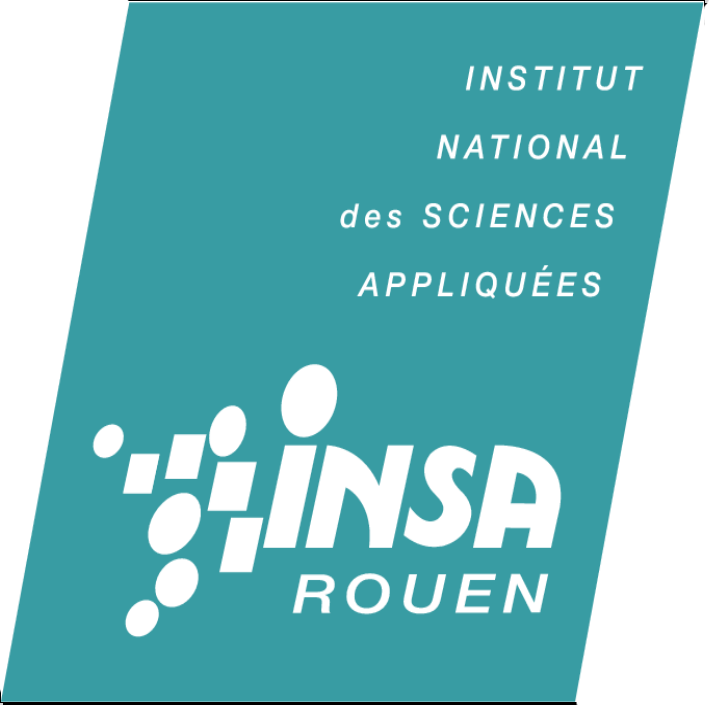 INSTITUT
NATIONAL
des SCIENCES
APPLIQUÉES
INSA
ROUEN